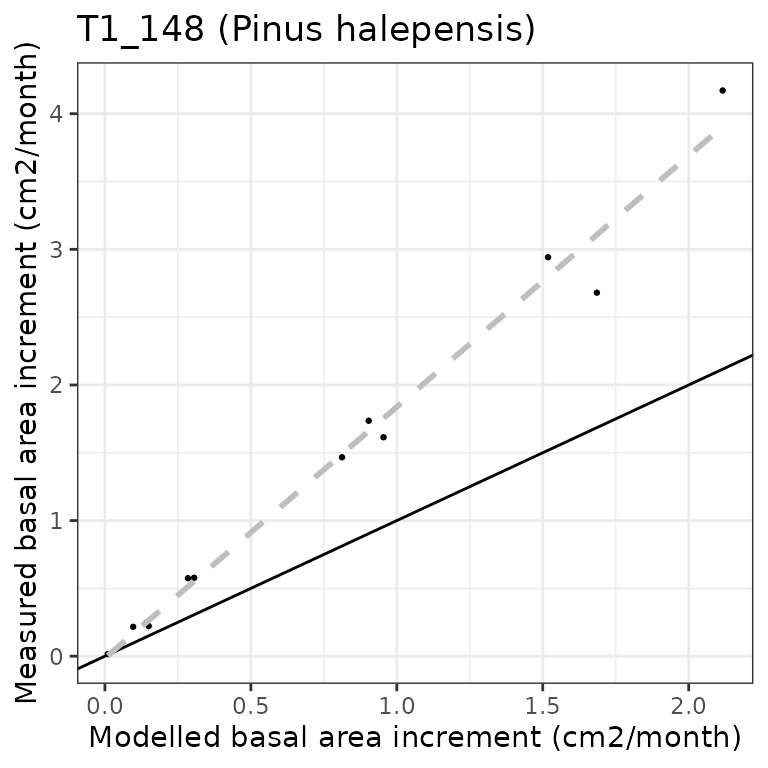 T1_148 (Pinus halepensis)
Measured basal area increment (cm2/month)
4
3
2
1
0
0.0 0.5 1.0 1.5 2.0
Modelled basal area increment (cm2/month)